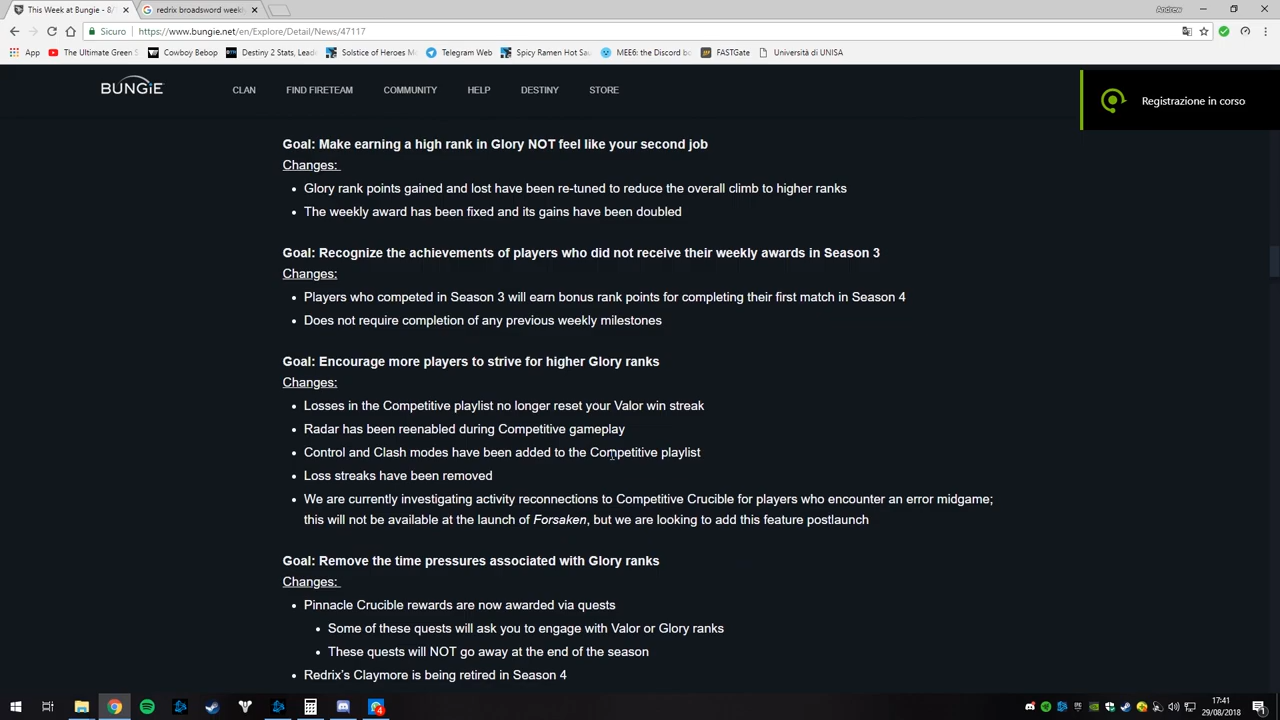 This Week at Bungie - 8/
redrix broadsword weekl
Andrew
Sicuro
https://www.bungie.net/en/Explore/Detail/News/47117
App
The Ultimate Green S
Cowboy Bebop
Destiny 2 Stats, Lead
Solstice of Heroes M
Telegram Web
Spicy Ramen Hot Sau
MEE6: the Discord bo
FASTGate
Università di UNISA
BUNGiE
CLAN
FIND FIRETEAM
COMMUNITY
HELP
DESTINY
STORE
Registrazione in corso
Goal: Make earning a high rank in Glory NOT feel like your second job
Changes:
• Glory rank points gained and lost have been re-tuned to reduce the overall climb to higher ranks
• The weekly award has been fixed and its gains have been doubled
Goal: Recognize the achievements of players who did not receive their weekly awards in Season 3
Changes:
• Players who competed in Season 3 will earn bonus rank points for completing their first match in Season 4
• Does not require completion of any previous weekly milestones
Goal: Encourage more players to strive for higher Glory ranks
Changes:
• Losses in the Competitive playlist no longer reset your Valor win streak
• Radar has been reenabled during Competitive gameplay
• Control and Clash modes have been added to the Competitive playlist
• Loss streaks have been removed
• We are currently investigating activity reconnections to Competitive Crucible for players who encounter an error midgame;
this will not be available at the launch of Forsaken, but we are looking to add this feature postlaunch
Goal: Remove the time pressures associated with Glory ranks
Changes:
• Pinnacle Crucible rewards are now awarded via quests
• Some of these quests will ask you to engage with Valor or Glory ranks
• These quests will NOT go away at the end of the season
• Redrix's Claymore is being retired in Season 4
4
17:41
29/08/2018